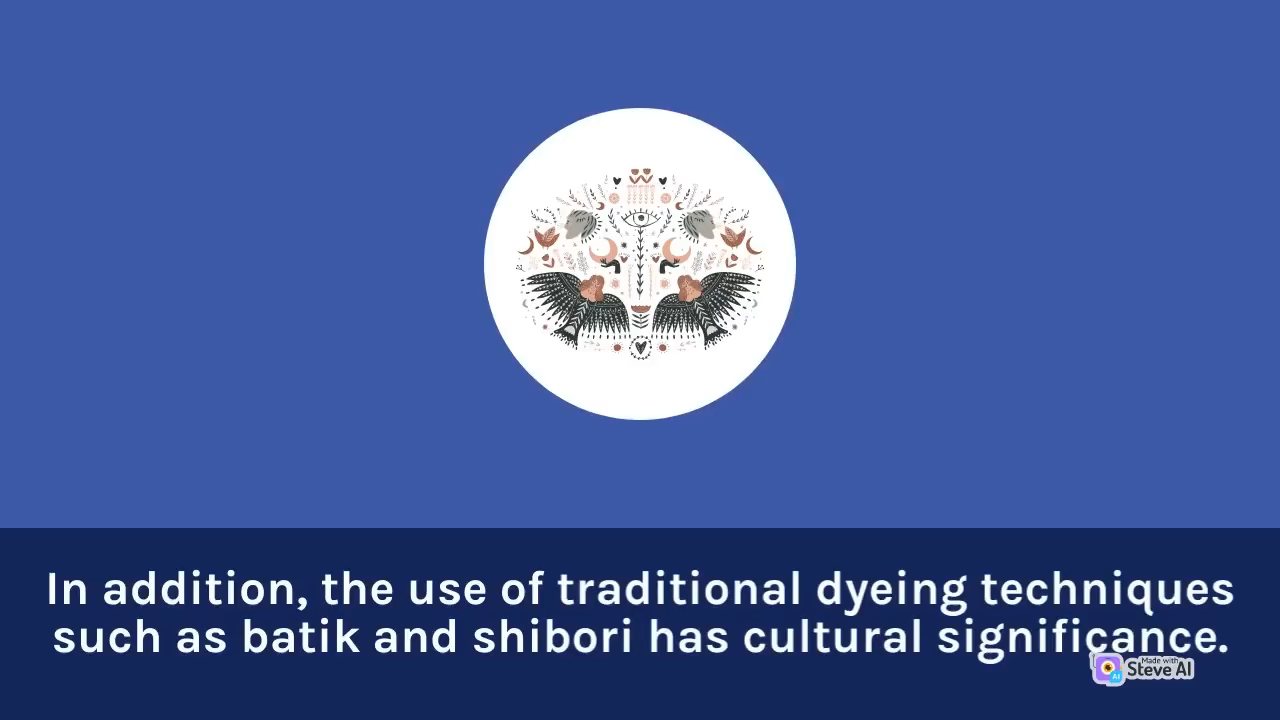 In addition, the use of traditional dyeing techniques
such as batik and shibori has cultural significance.
Made with
Steve AI
AI